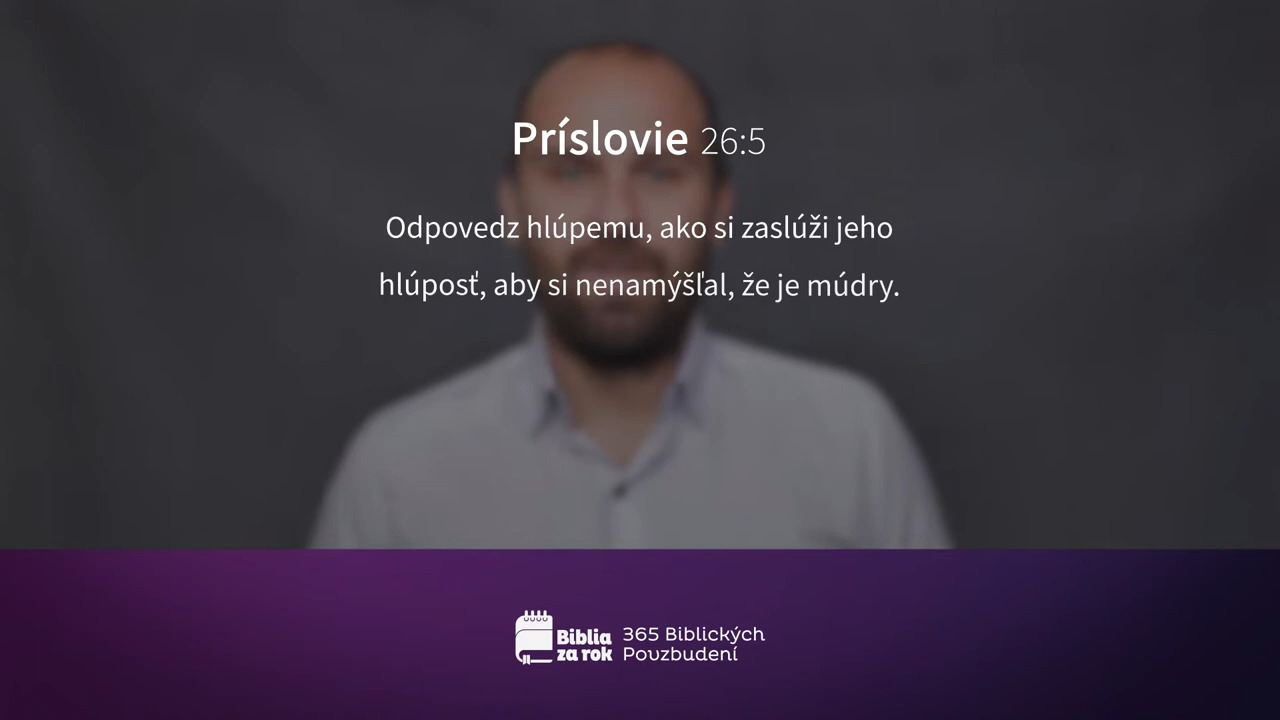 Príslovie 26:5
Odpovedz hlúpemu, ako si zaslúži jeho
hlúposť, aby si nenamýšľal, že je múdry.
Biblia
za rok
365 Biblických
Povzbudení